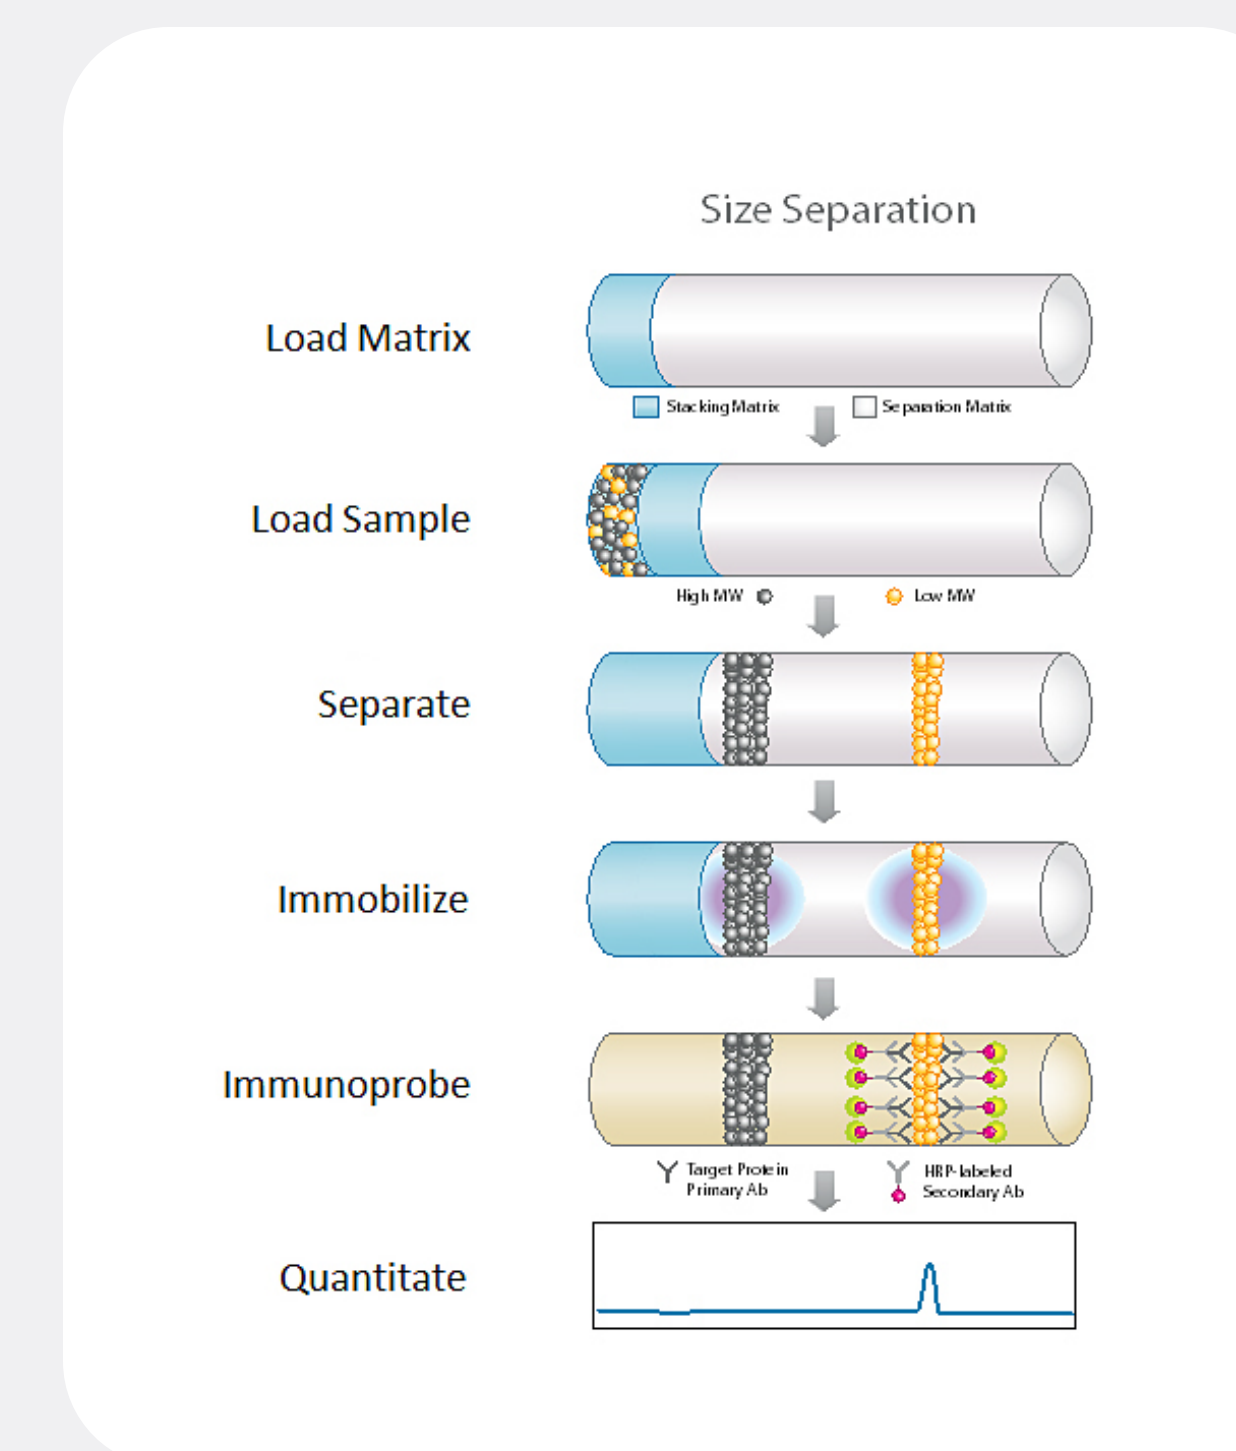 Size Separation
Load Matrix
Stacking Matrix
Separation Matrix
Load Sample
High MW
Low MW
Separate
Immobilize
Immunoprobe
Target Protein
Primary Ab
HRP-labeled
Secondary Ab
Quantitate